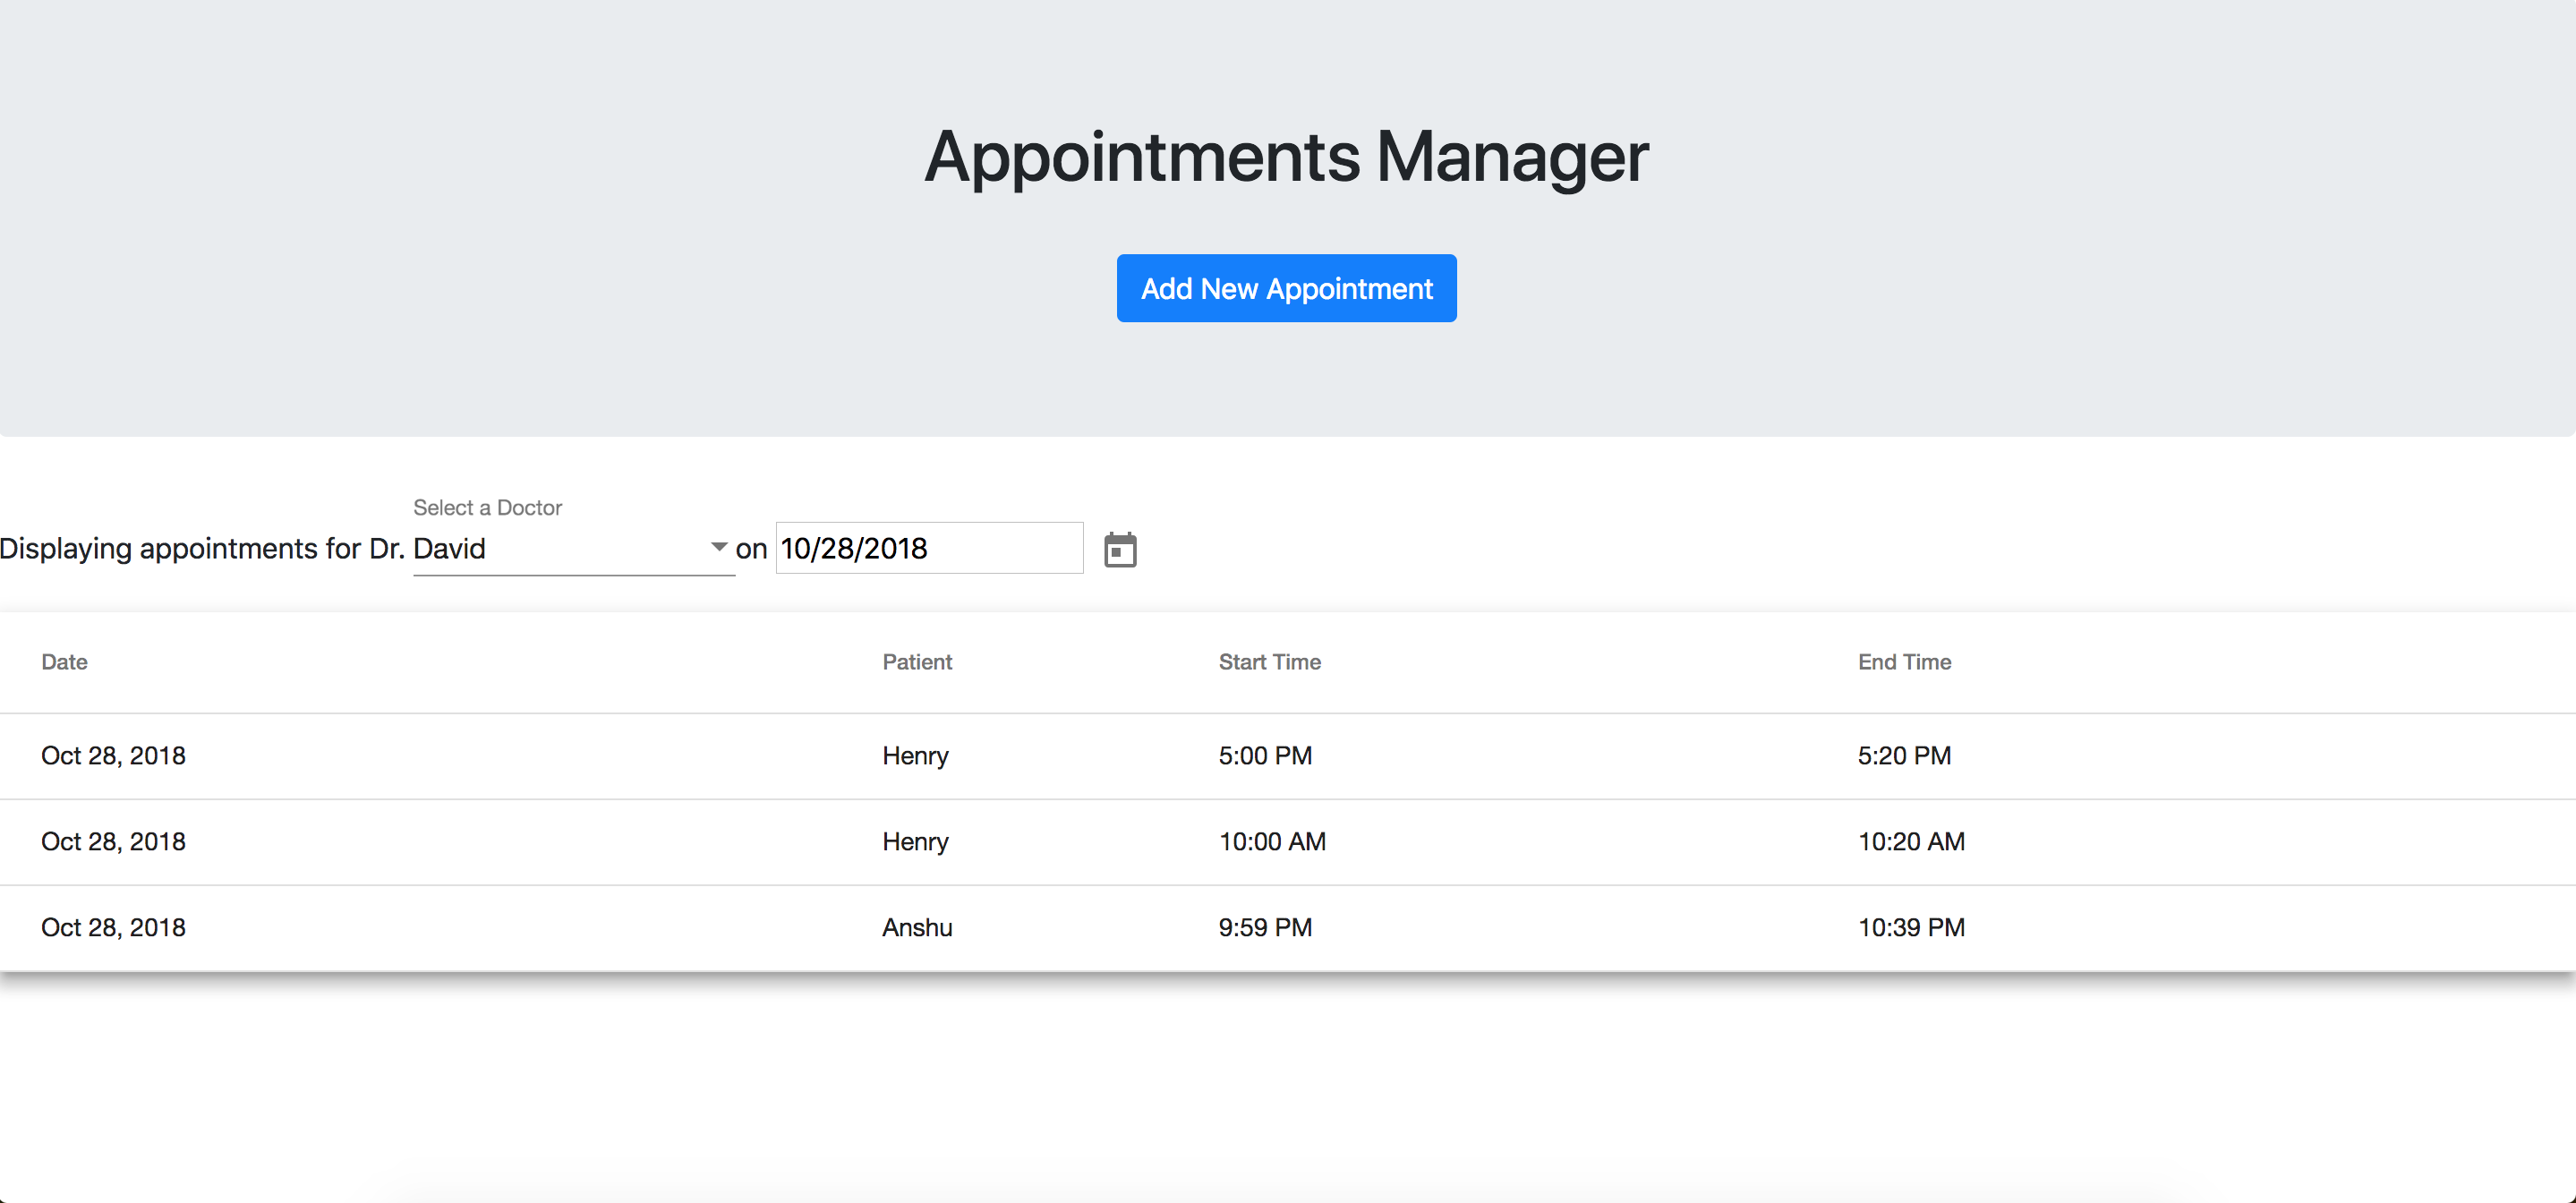 Appointments Manager
Add New Appointment
Select a Doctor
Displaying appointments for Dr. David on 10/28/2018
Date Patient Start Time End Time
Oct 28, 2018 Henry 5:00 PM 5:20 PM
Oct 28, 2018 Henry 10:00 AM 10:20 AM
Oct 28, 2018 Anshu 9:59 PM 10:39 PM